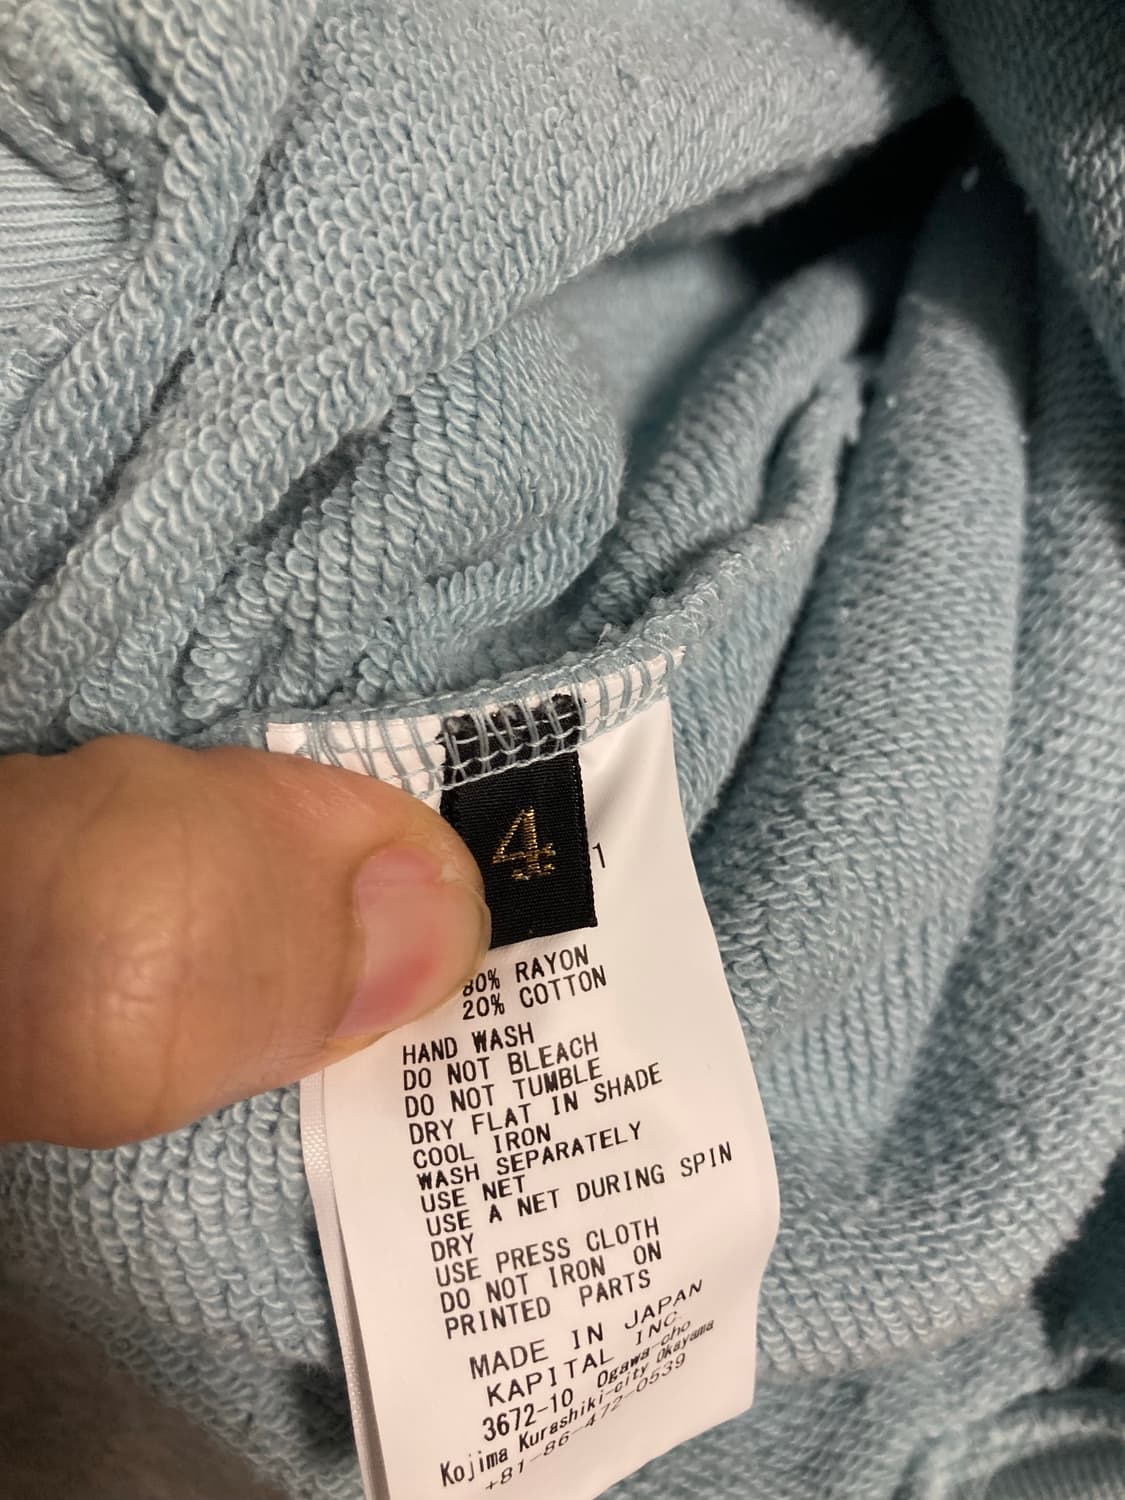 4
1
80% RAYON
20% COTTON
HAND WASH
DO NOT BLEACH
DO NOT TUMBLE
DRY FLAT IN SHADE
COOL IRON
WASH SEPARATELY
USE NET
USE A NET DURING SPIN
DRY
USE PRESS CLOTH
DO NOT IRON ON
PRINTED PARTS
MADE IN JAPAN
KAPITAL INC.
3672-10 Ogawa-cho
Kojima Kurashiki-city Okayama
+81-86-472-0539